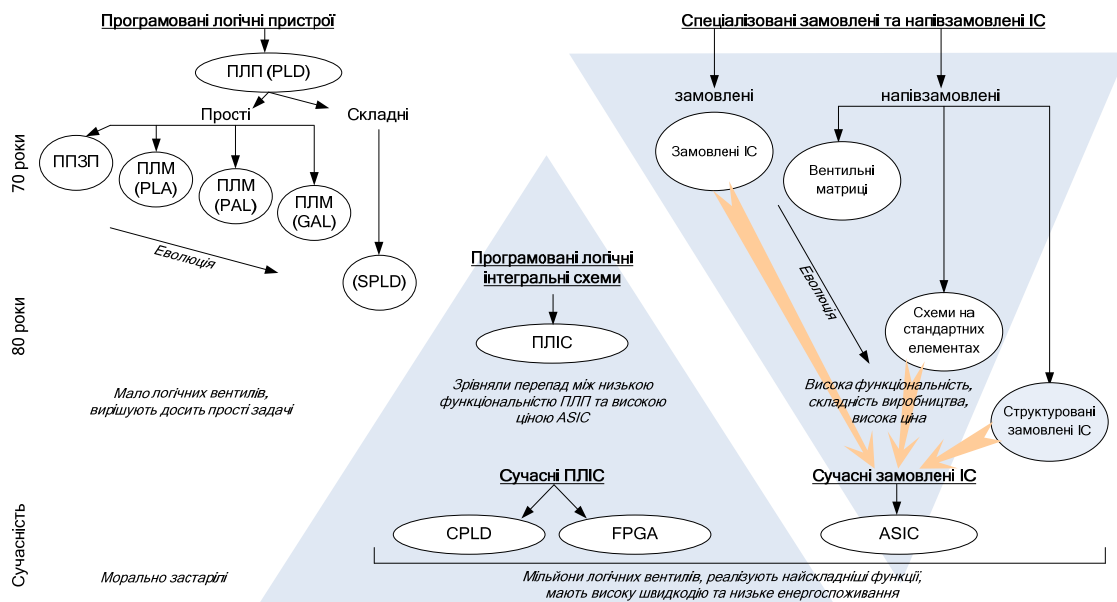 Програмовані логічні пристрої
ПЛП (PLD)
Прості
Складні
70 роки
ППЗП
ПЛМ
(PLA)
ПЛМ
(PAL)
ПЛМ
(GAL)
Еволюція
(SPLD)
80 роки
Мало логічних вентилів,
вирішують досить прості задачі
Програмовані логічні
інтегральні схеми
ПЛІС
Зрівняли перепад між низькою
функціональністю ПЛП та високою
ціною ASIC
Спеціалізовані замовлені та напівзамовлені ІС
замовлені
напівзамовлені
Замовлені ІС
Вентильні
матриці
Еволюція
Схеми на
стандартних
елементах
Висока функціональність,
складність виробництва,
висока ціна
Структуровані
замовлені ІС
Сучасність
Сучасні ПЛІС
Сучасні замовлені ІС
CPLD
FPGA
ASIC
Морально застарілі
Мільйони логічних вентилів, реалізують найскладніші функції,
мають високу швидкодію та низьке енергоспоживання